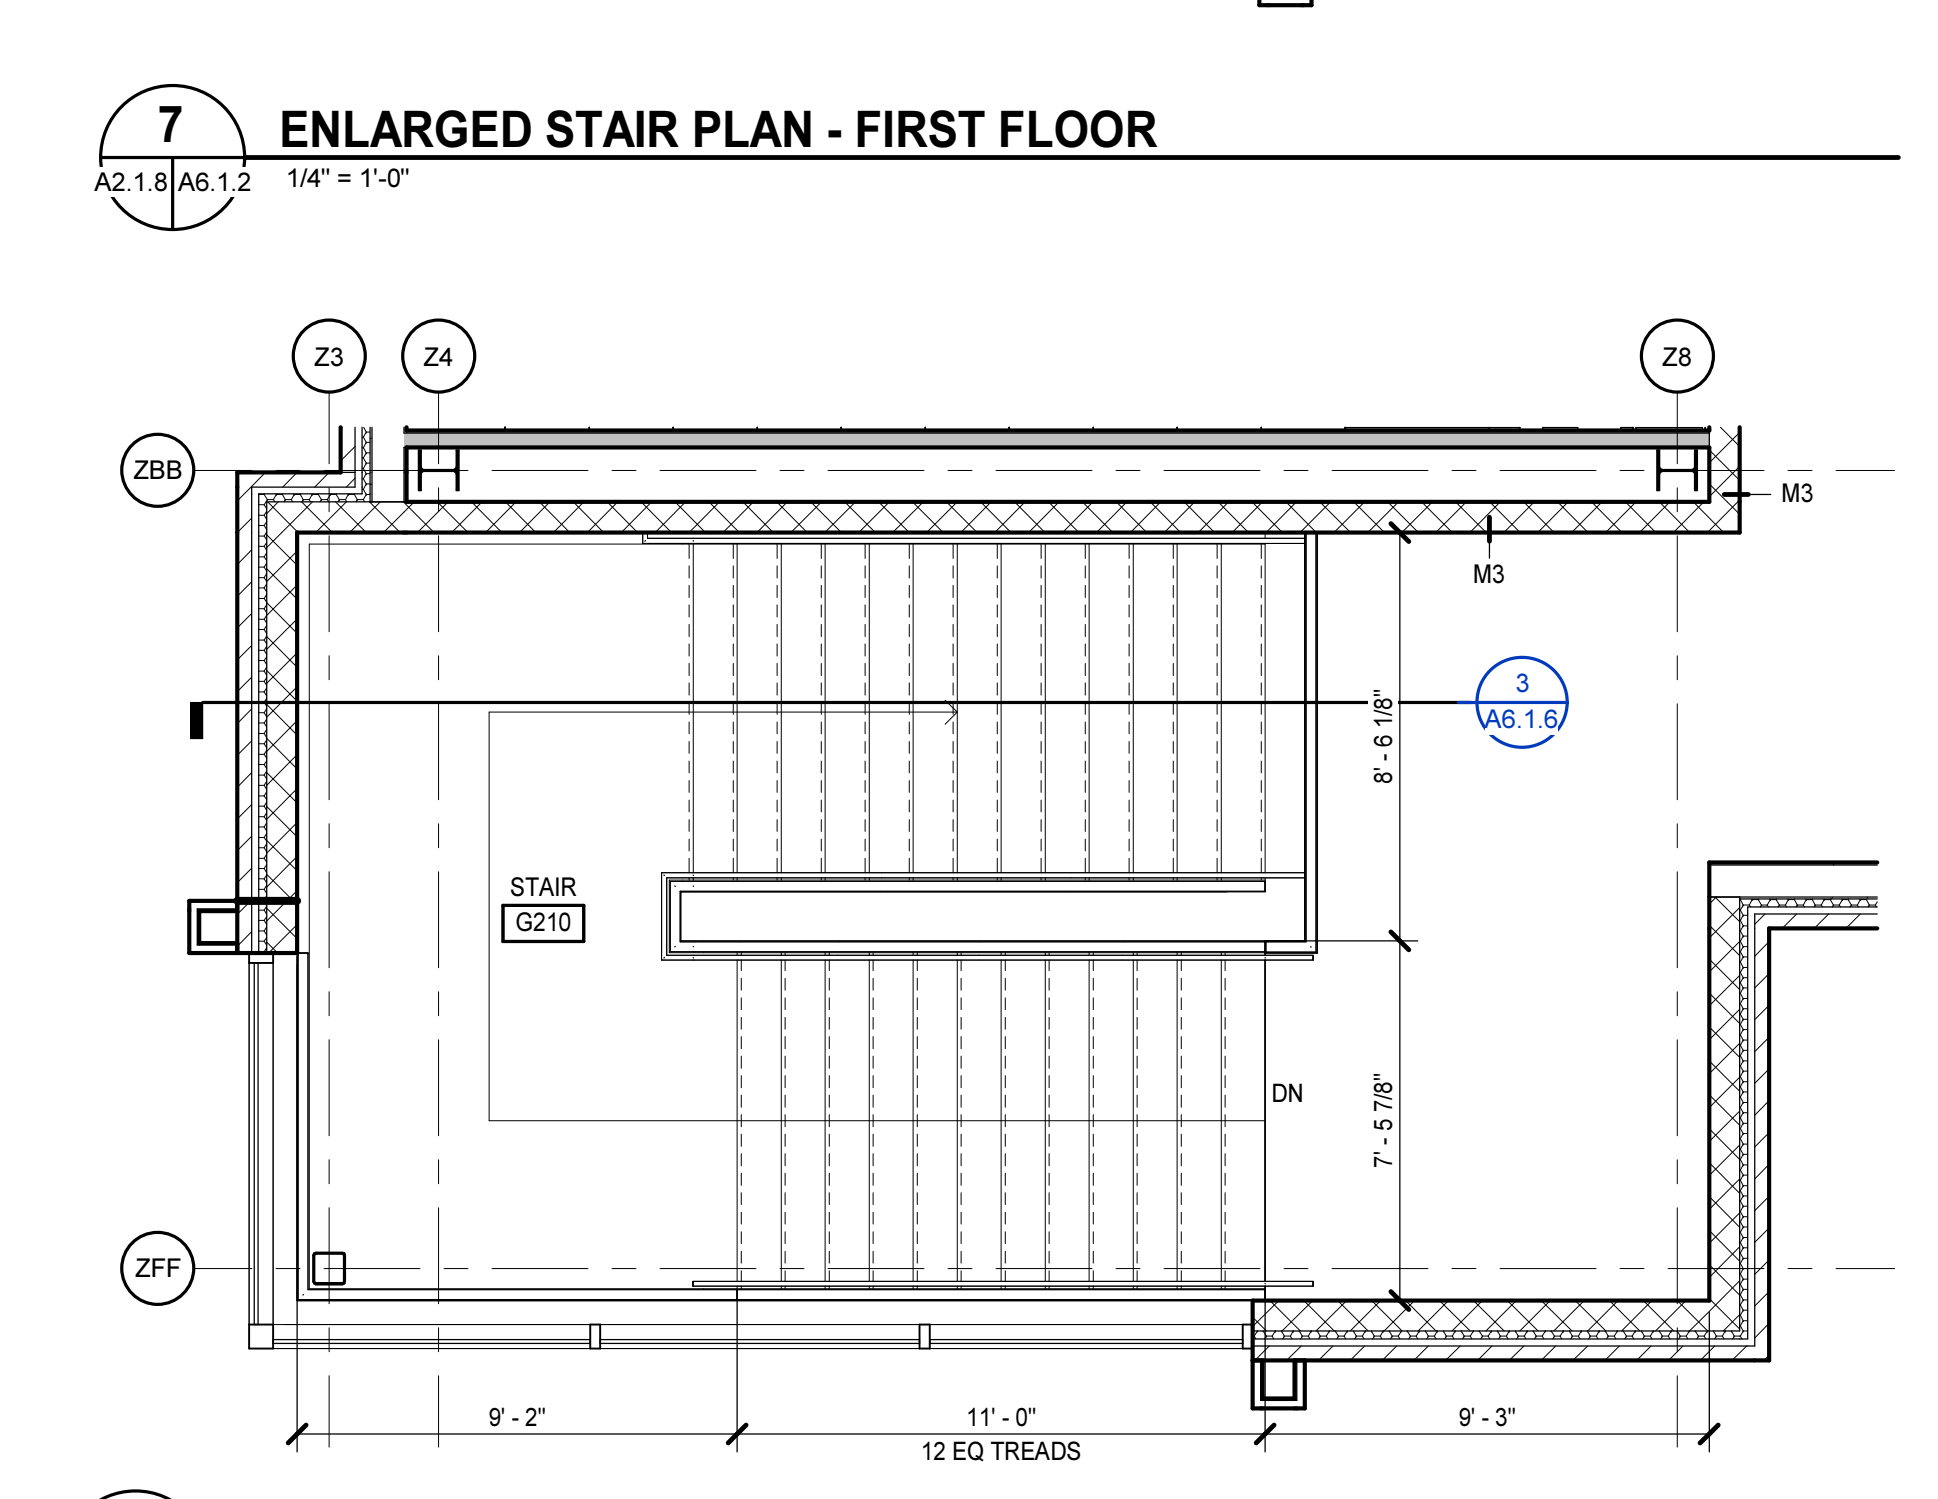 7
ENLARGED STAIR PLAN - FIRST FLOOR
A2.1.8 A6.1.2
1/4" = 1'-0"
Z3
Z4
Z8
ZBB
M3
M3
3
A6.1.6
8' - 6 1/8"
STAIR
G210
DN
7' - 5 7/8"
ZFF
9' - 2"
11' - 0"
9' - 3"
12 EQ TREADS